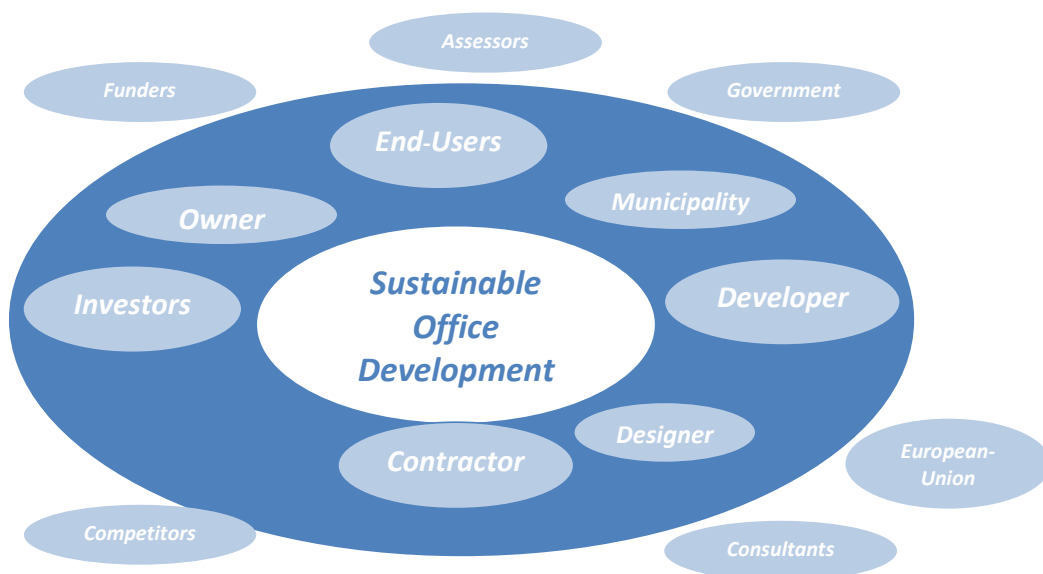 Assessors
Funders
Government
End-Users
Municipality
Owner
Sustainable
Office
Development
Investors
Developer
Designer
Contractor
European-
Union
Competitors
Consultants